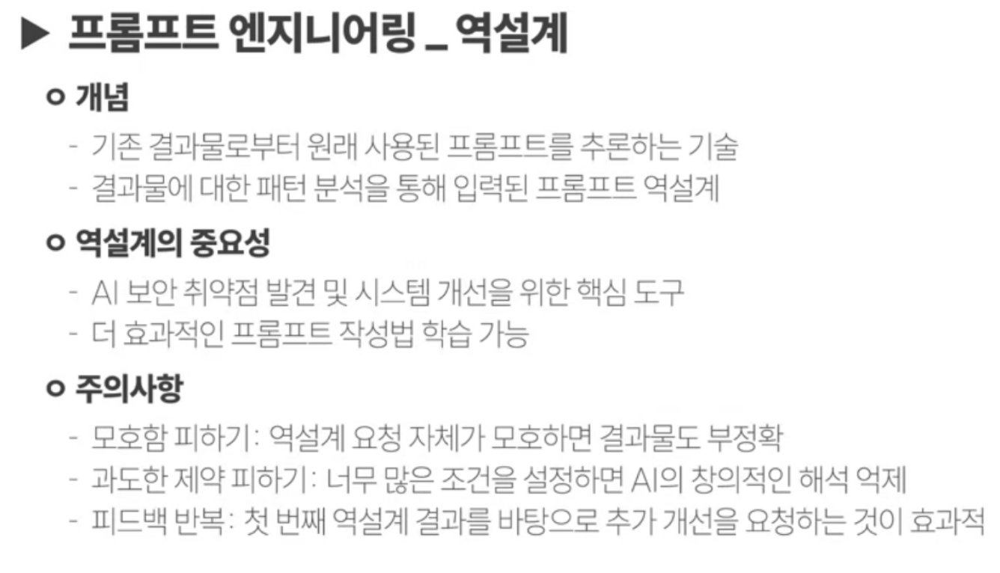 ▶ 프롬프트 엔지니어링 _ 역설계
ㅇ 개념
- 기존 결과물로부터 원래 사용된 프롬프트를 추론하는 기술
- 결과물에 대한 패턴 분석을 통해 입력된 프롬프트 역설계
ㅇ 역설계의 중요성
- AI 보안 취약점 발견 및 시스템 개선을 위한 핵심 도구
- 더 효과적인 프롬프트 작성법 학습 가능
ㅇ 주의사항
- 모호함 피하기: 역설계 요청 자체가 모호하면 결과물도 부정확
- 과도한 제약 피하기: 너무 많은 조건을 설정하면 AI의 창의적인 해석 억제
- 피드백 반복: 첫 번째 역설계 결과를 바탕으로 추가 개선을 요청하는 것이 효과적